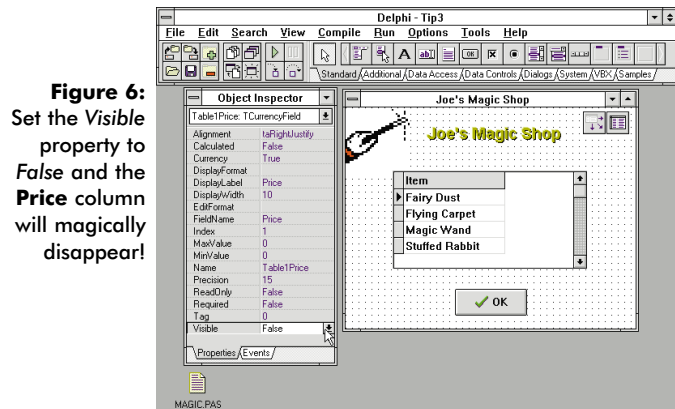 Figure 6:
Set the Visible
property to
False and the
Price column
will magically
disappear!
Delphi - Tip3
File Edit Search View Compile Run Options Tools Help
Standard Additional Data Access Data Controls Dialogs System VBX Samples
Object Inspector
Table1Price: TCurrencyField
Alignment taRightJustify
Calculated False
Currency True
DisplayFormat
DisplayLabel Price
DisplayWidth 10
EditFormat
FieldName Price
Index 1
MaxValue 0
MinValue 0
Name Table1Price
Precision 15
ReadOnly False
Required False
Tag 0
Visible False
Properties Events
Joe's Magic Shop
Joe's Magic Shop
Item
Fairy Dust
Flying Carpet
Magic Wand
Stuffed Rabbit
OK
MAGIC.PAS